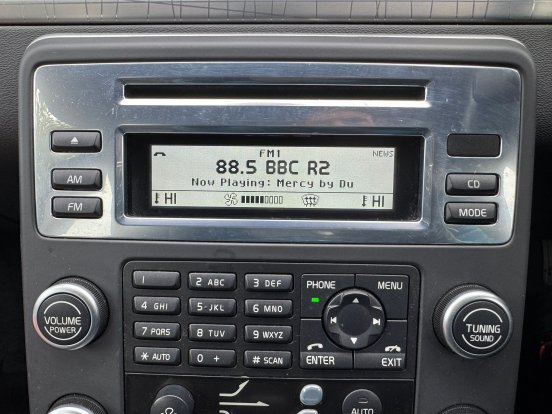 FM1
NEWS
88.5 BBC R2
Now Playing: Mercy by Du
HI
HI
AM
FM
CD
MODE
VOLUME
POWER
1
2 ABC
3 DEF
4 GHI
5-JKL
6 MNO
7 PQRS
8 TUV
9 WXYZ
* AUTO
0 +
# SCAN
PHONE
MENU
ENTER
EXIT
TUNING
SOUND
AUTO